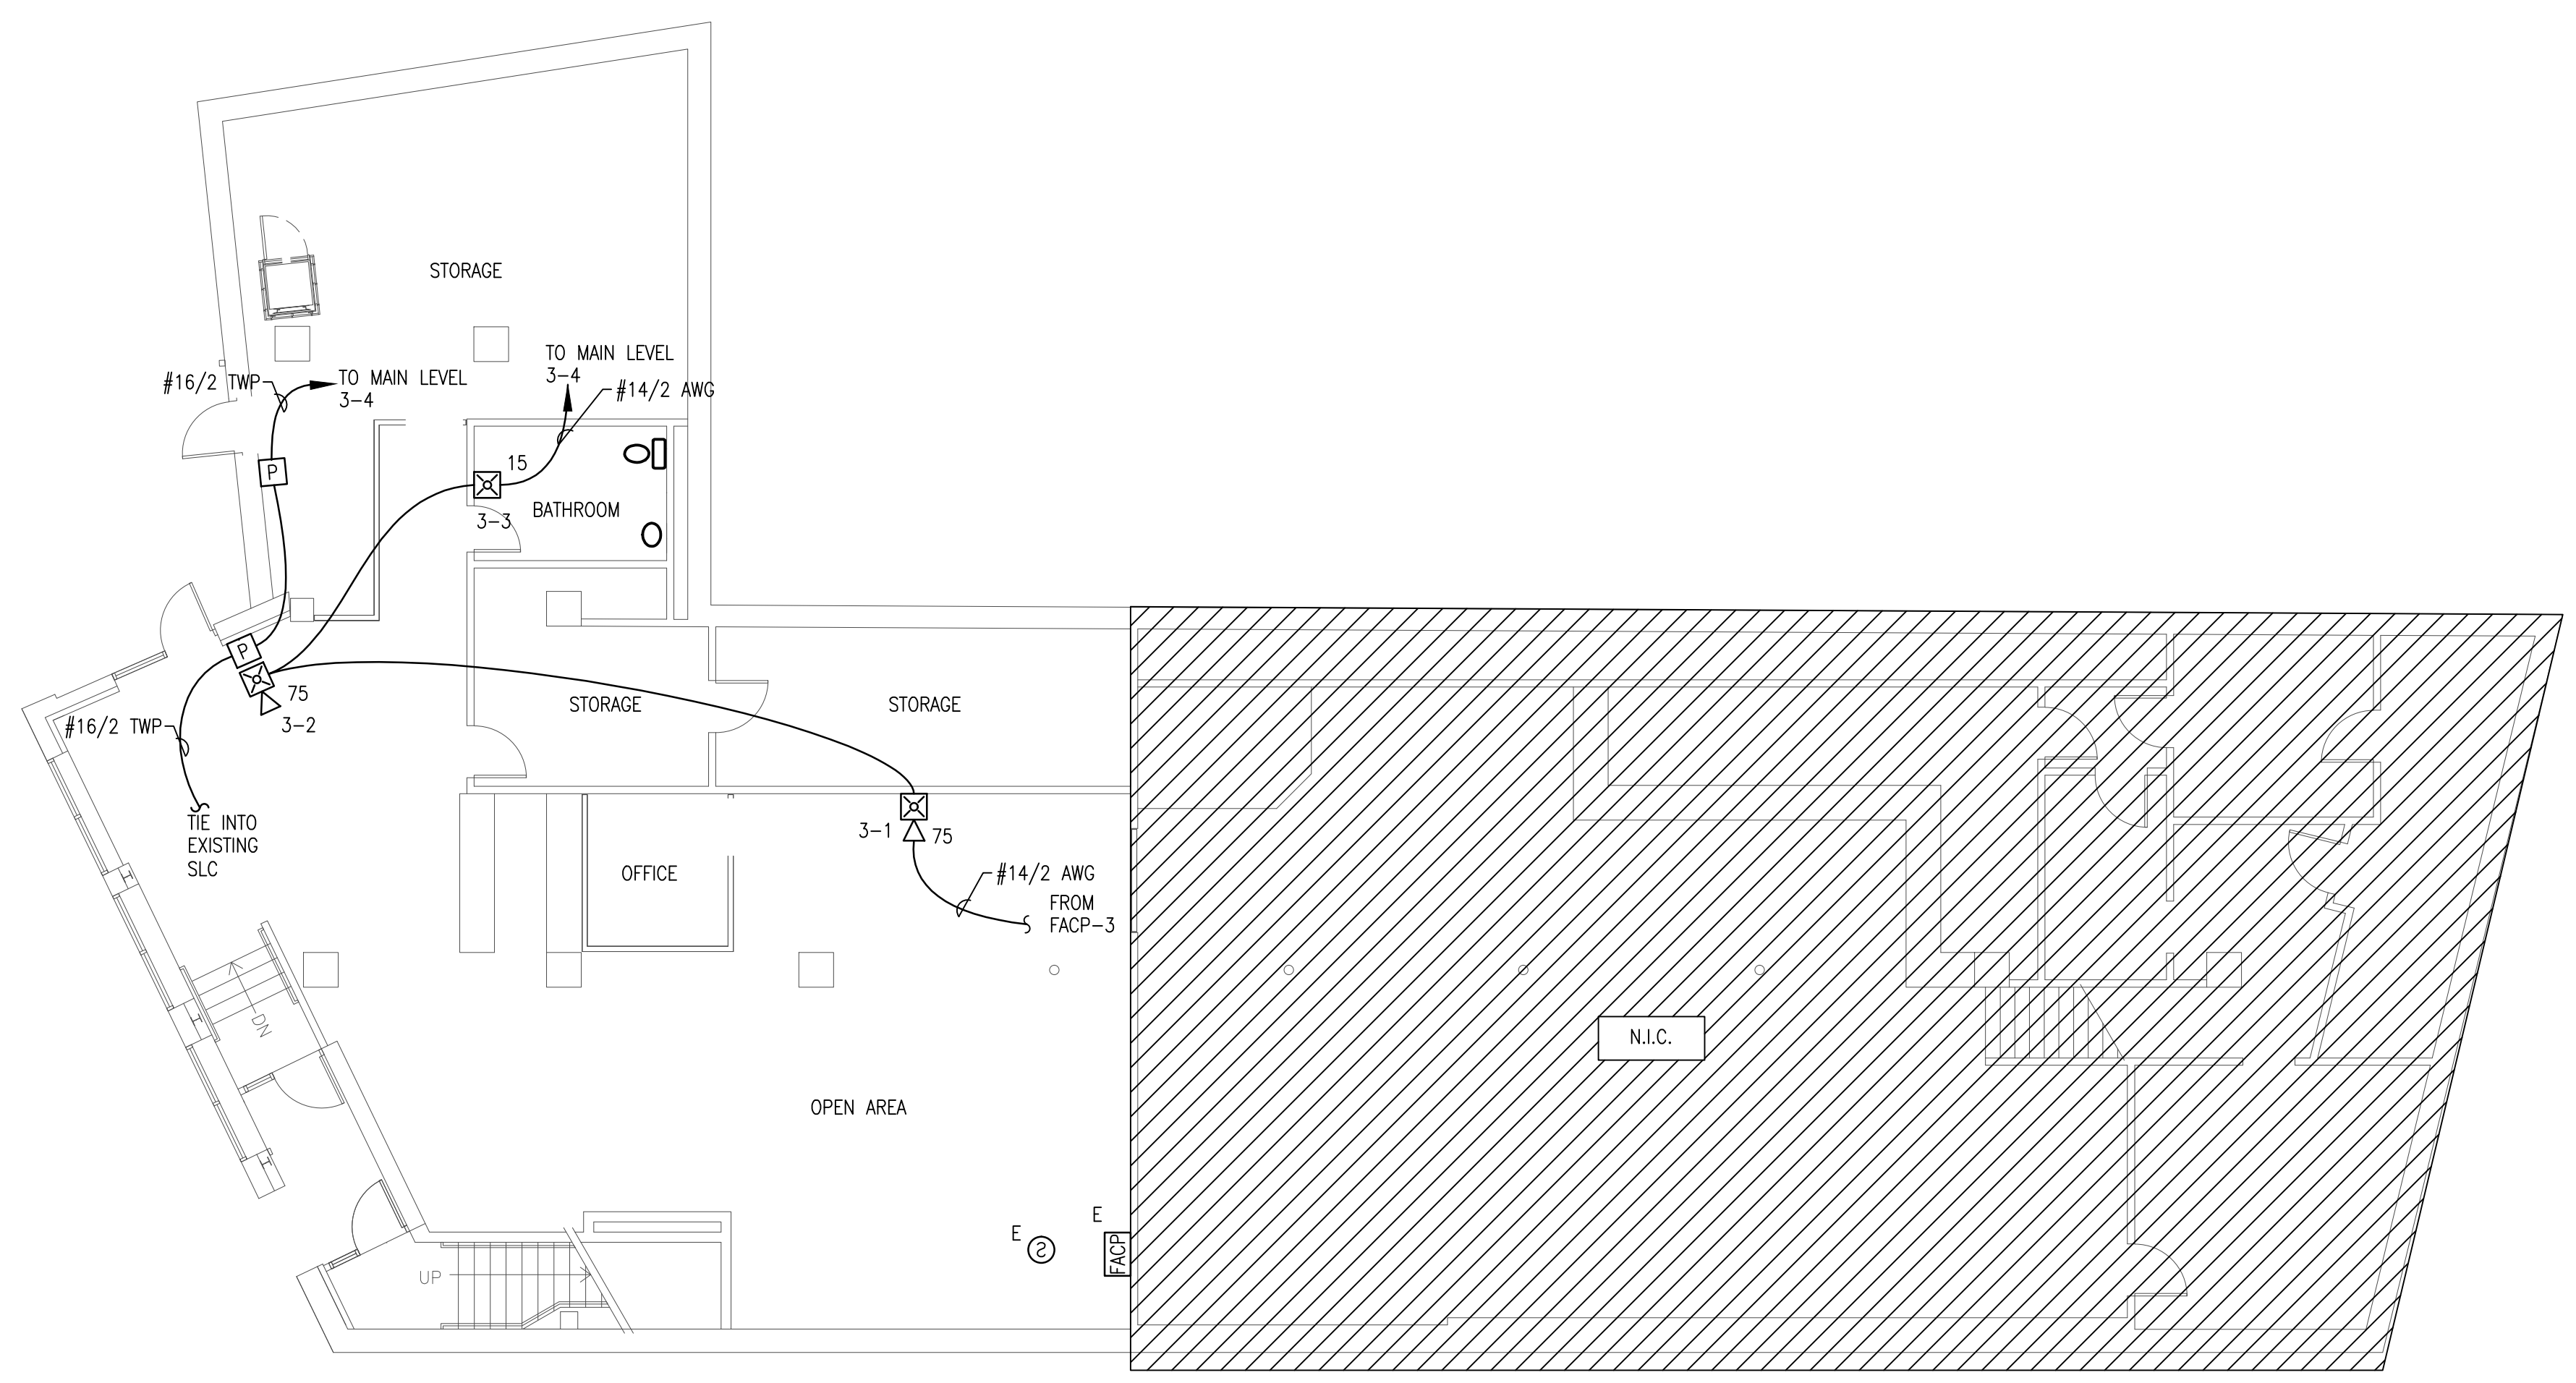 STORAGE
TO MAIN LEVEL
3-4
#14/2 AWG
#16/2 TWP
TO MAIN LEVEL
3-4
P
15
BATHROOM
3-3
P
75
3-2
#16/2 TWP
TIE INTO
EXISTING
SLC
STORAGE
STORAGE
3-1
75
OFFICE
#14/2 AWG
FROM
FACP-3
DN
N.I.C.
OPEN AREA
E
E
S
FACP
UP